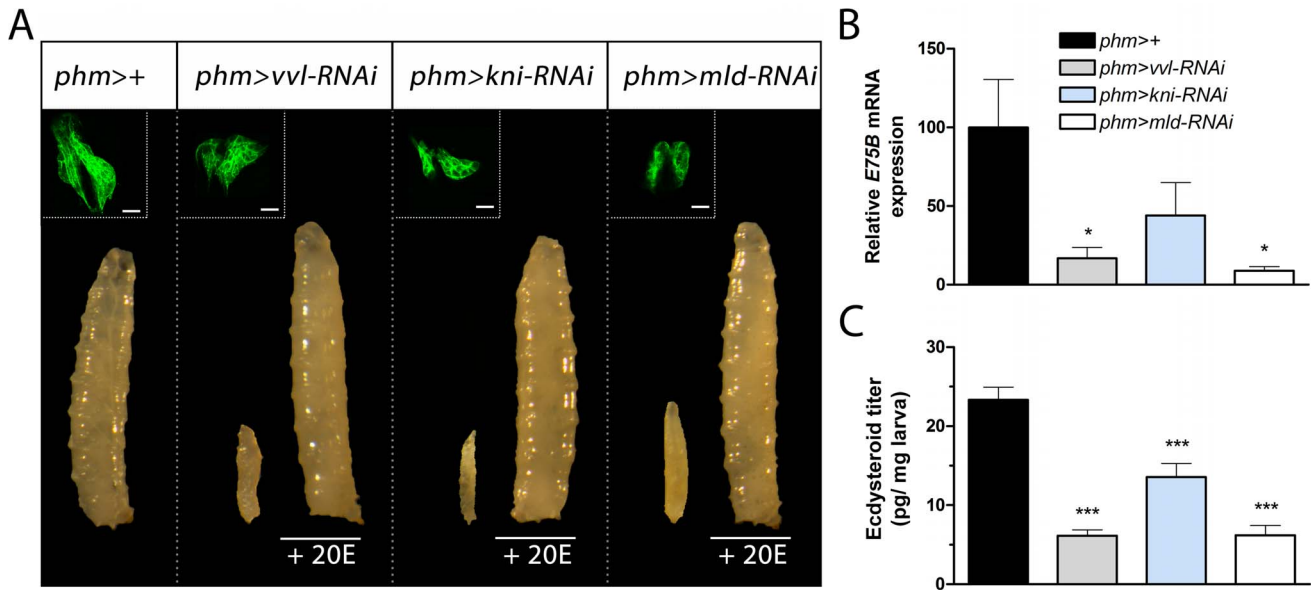 A
phm>+
phm>vvl-RNAi
phm>kni-RNAi
phm>mld-RNAi
+ 20E
+ 20E
+ 20E
B
Relative E75B mRNA
expression
150
100
50
0
phm>+
phm>vvl-RNAi
phm>kni-RNAi
phm>mld-RNAi
*
*
C
Ecdysteroid titer
(pg/ mg larva)
30
20
10
0
***
***
***